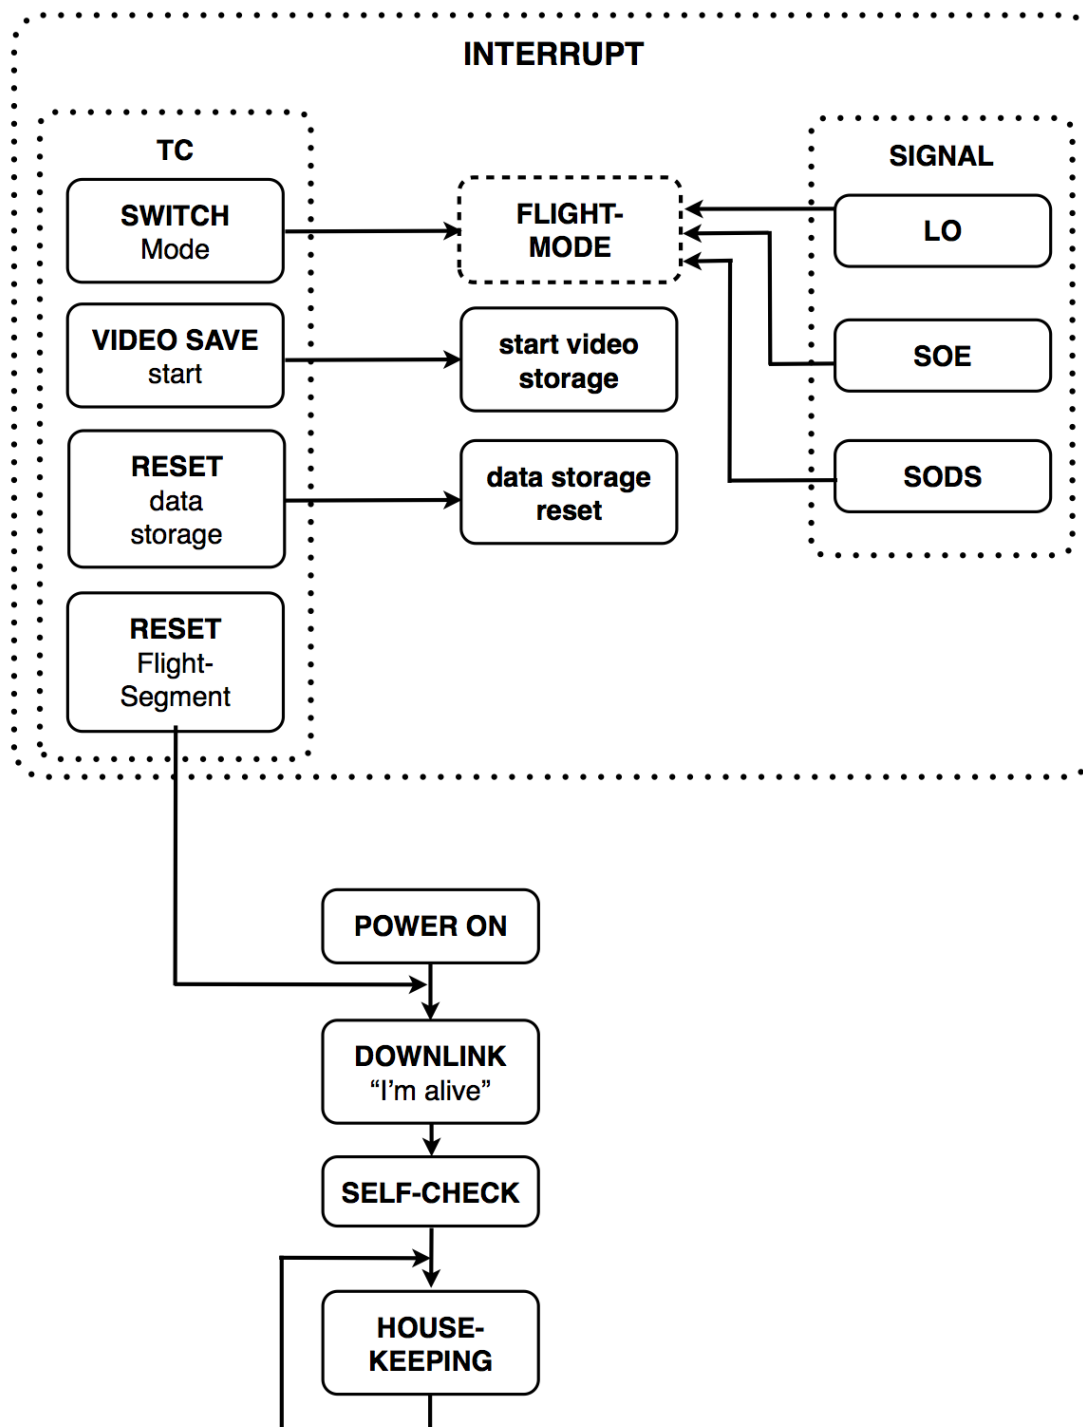 INTERRUPT
TC
SWITCH
Mode
VIDEO SAVE
start
RESET
data
storage
RESET
Flight-
Segment
FLIGHT-
MODE
start video
storage
data storage
reset
SIGNAL
LO
SOE
SODS
POWER ON
DOWNLINK
“I’m alive”
SELF-CHECK
HOUSE-
KEEPING